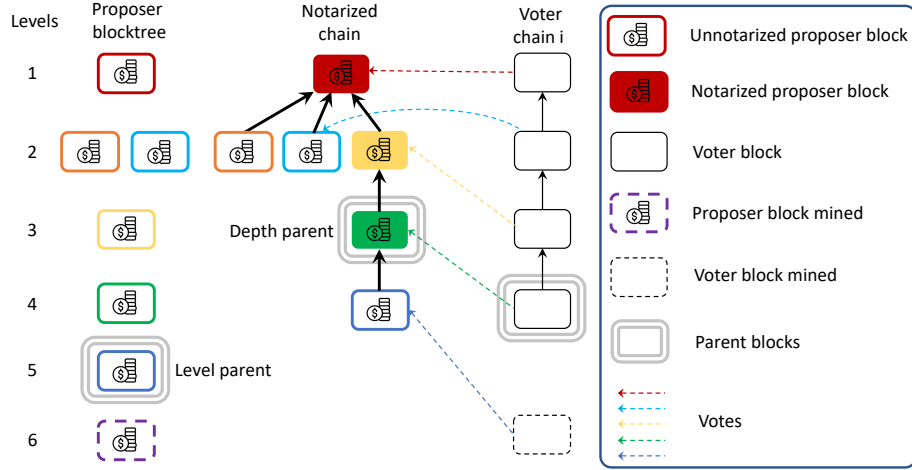 Levels
Proposer
blocktree
Notarized
chain
Voter
chain i
1
2
3
4
5
6
Depth parent
Level parent
Unnotarized proposer block
Notarized proposer block
Voter block
Proposer block mined
Voter block mined
Parent blocks
Votes